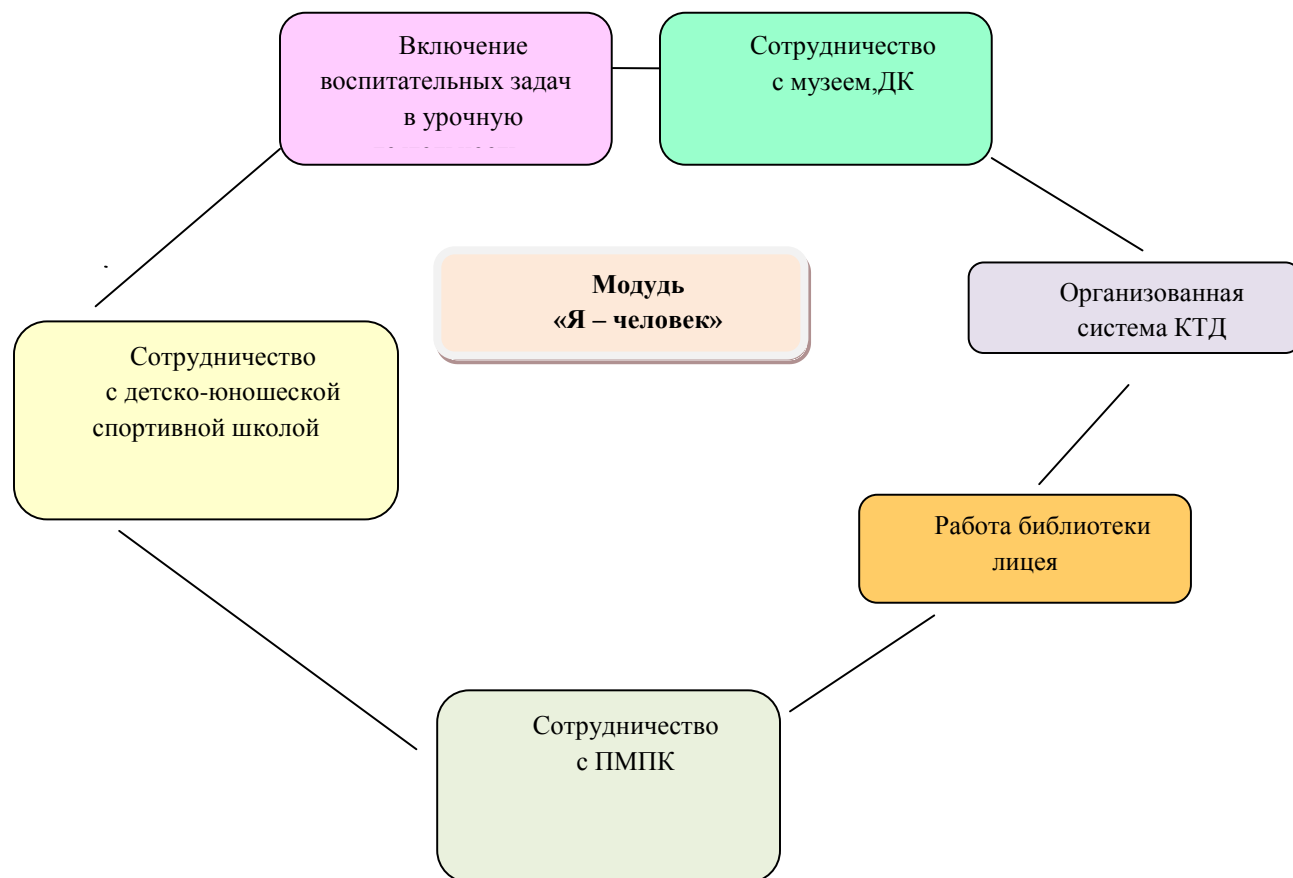 Включение
воспитательных задач
в урочную
Сотрудничество
с музеем,ДК
Модудь
«Я – человек»
Организованная
система КТД
Сотрудничество
с детско-юношеской
спортивной школой
Работа библиотеки
лицея
Сотрудничество
с ПМПК